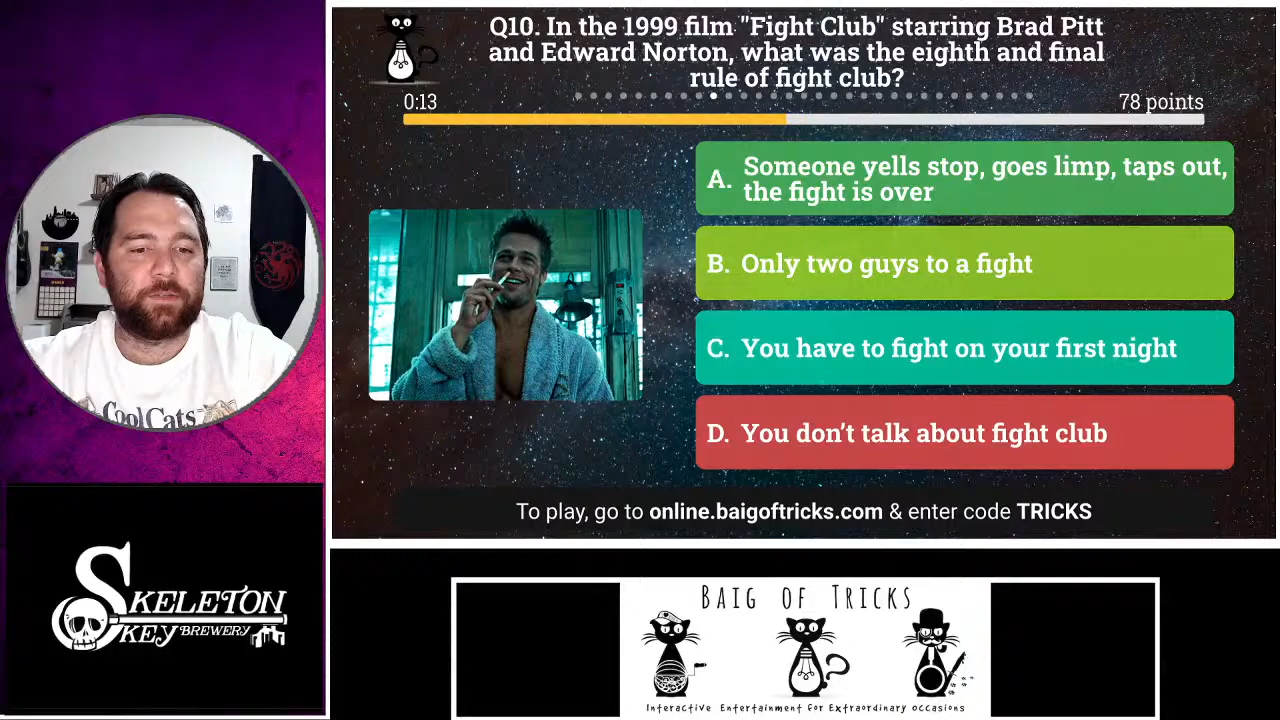 Q10. In the 1999 film "Fight Club" starring Brad Pitt
and Edward Norton, what was the eighth and final
rule of fight club?
0:13
78 points
A. Someone yells stop, goes limp, taps out,
the fight is over
B. Only two guys to a fight
C. You have to fight on your first night
D. You don't talk about fight club
To play, go to online.baigoftricks.com & enter code TRICKS
Cool Cats
SKELETON
KEY BREWERY
BAIG OF TRICKS
Interactive Entertainment for Extraordinary Occasions